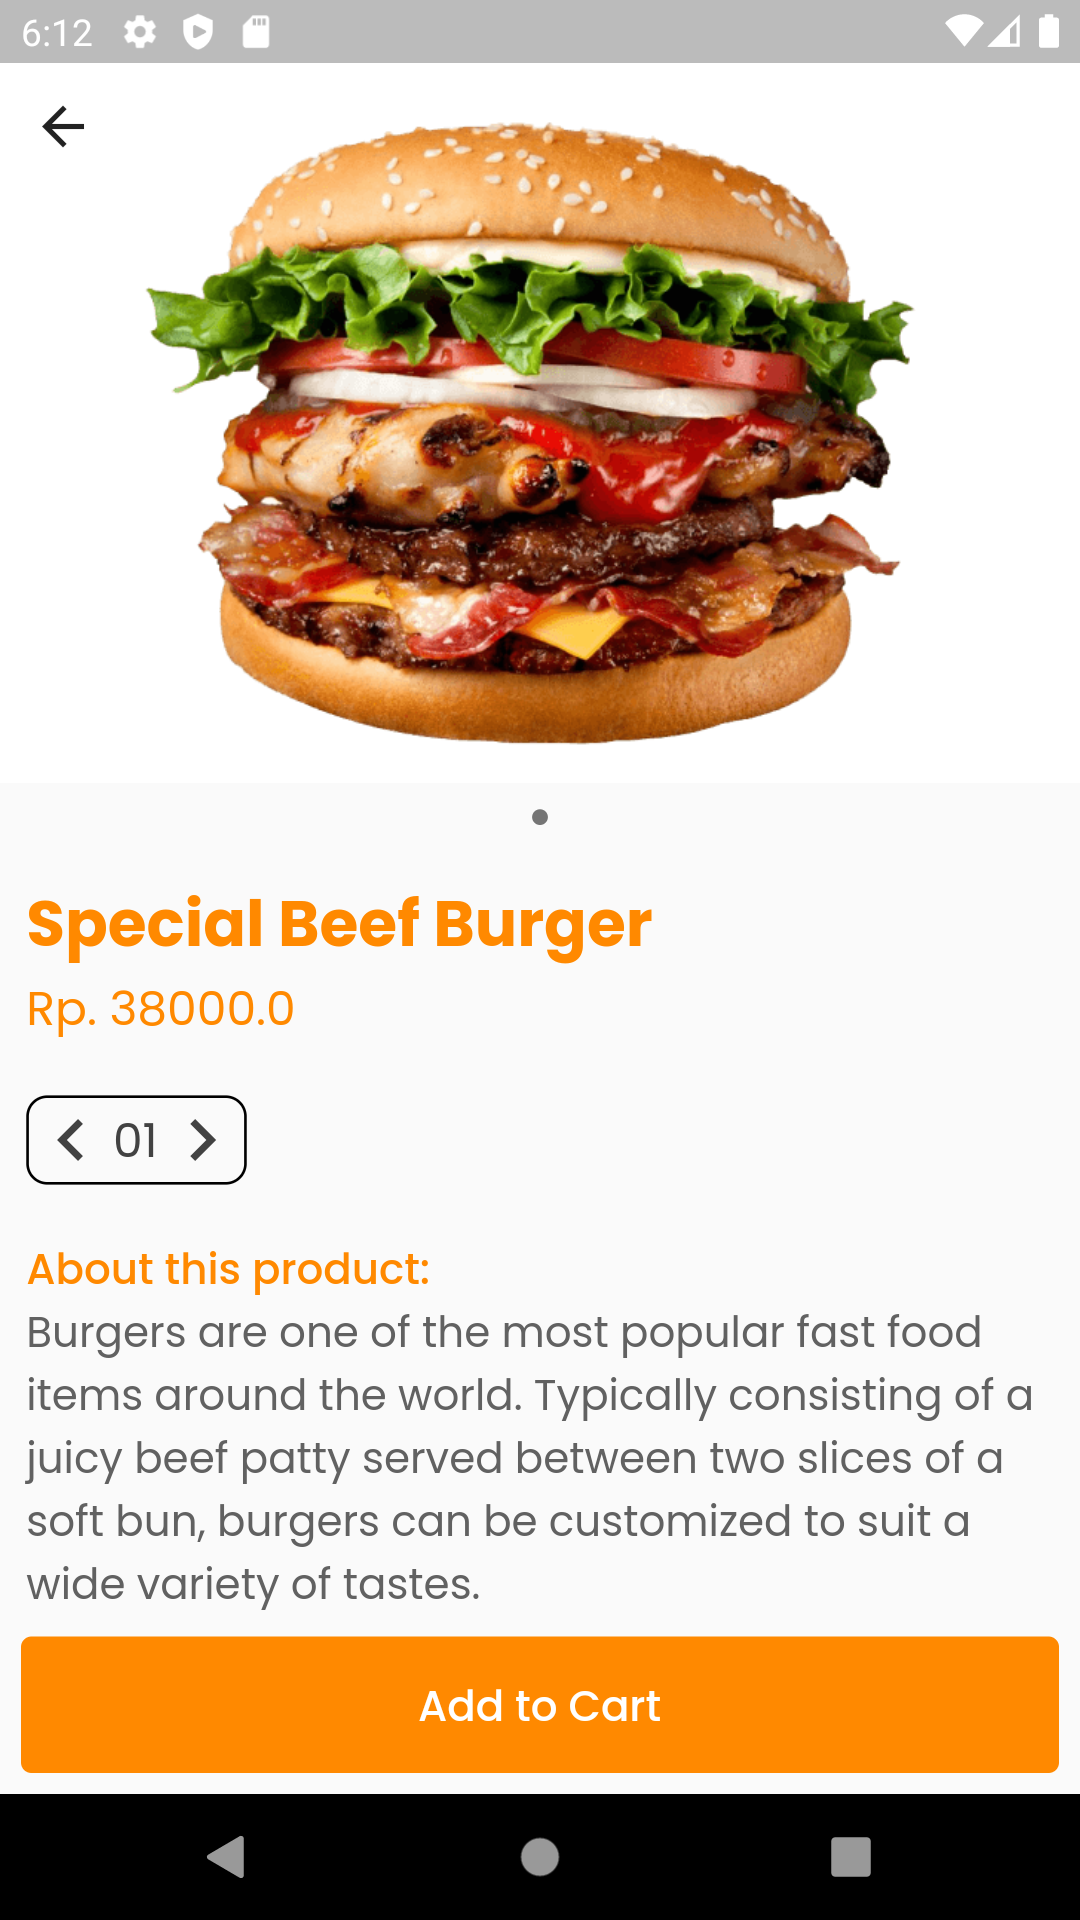 6:12
Special Beef Burger
Rp. 38000.0
01
About this product:
Burgers are one of the most popular fast food
items around the world. Typically consisting of a
juicy beef patty served between two slices of a
soft bun, burgers can be customized to suit a
wide variety of tastes.
Add to Cart